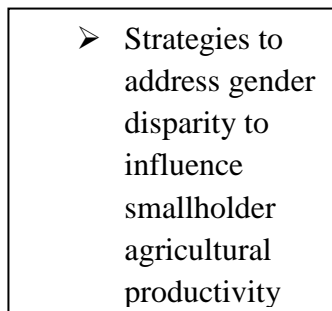 ➢ Strategies to
address gender
disparity to
influence
smallholder
agricultural
productivity